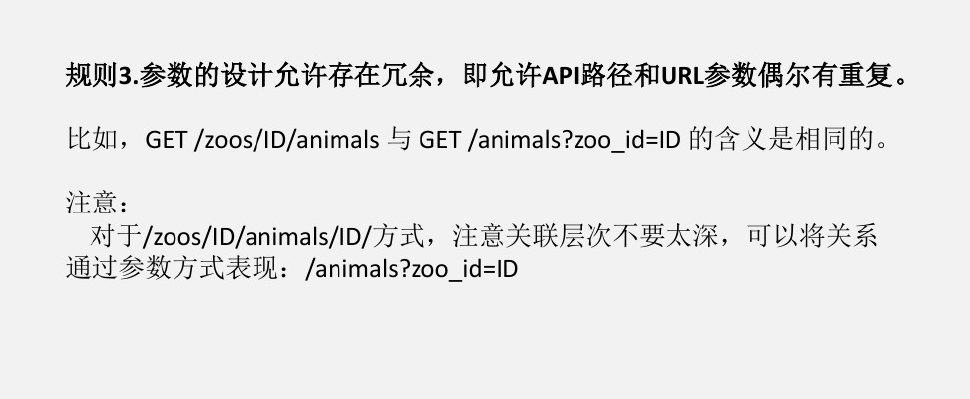 规则3.参数的设计允许存在冗余，即允许API路径和URL参数偶尔有重复。
比如，GET /zoos/ID/animals 与 GET /animals?zoo_id=ID 的含义是相同的。
注意：
对于/zoos/ID/animals/ID/方式，注意关联层次不要太深，可以将关系
通过参数方式表现：/animals?zoo_id=ID